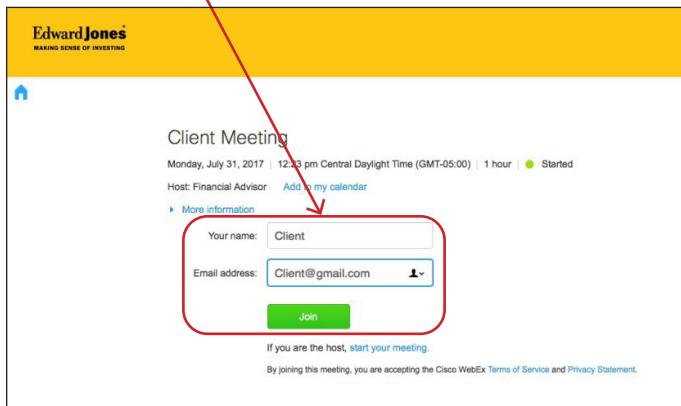 Edward Jones
MAKING SENSE OF INVESTING
Client Meeting
Monday, July 31, 2017 | 12:23 pm Central Daylight Time (GMT-05:00) | 1 hour | Started
Host: Financial Advisor Add to my calendar
More information
Your name: Client
Email address: Client@gmail.com
Join
If you are the host, start your meeting.
By joining this meeting, you are accepting the Cisco WebEx Terms of Service and Privacy Statement.